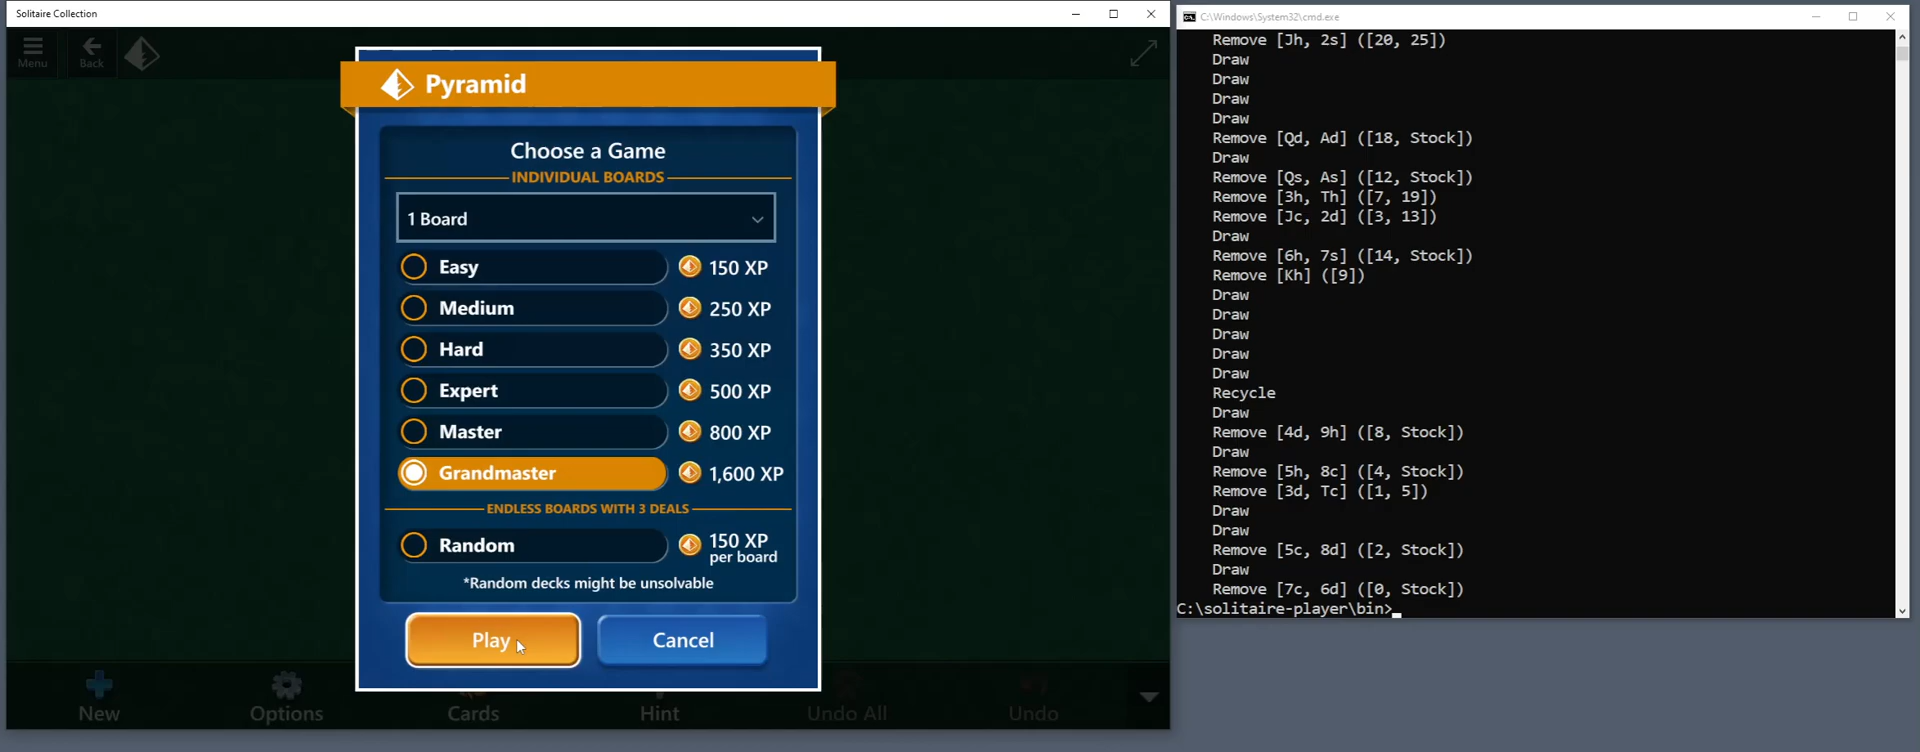 Solitaire Collection
Menu
Back
Pyramid
Choose a Game
INDIVIDUAL BOARDS
1 Board
Easy 150 XP
Medium 250 XP
Hard 350 XP
Expert 500 XP
Master 800 XP
Grandmaster 1,600 XP
ENDLESS BOARDS WITH 3 DEALS
Random 150 XP
per board
*Random decks might be unsolvable
Play Cancel
New Options Cards Hint Undo All Undo
C:\Windows\System32\cmd.exe
Remove [Jh, 2s] ([20, 25])
Draw
Draw
Draw
Draw
Remove [Qd, Ad] ([18, Stock])
Draw
Remove [Qs, As] ([12, Stock])
Remove [3h, Th] ([7, 19])
Remove [Jc, 2d] ([3, 13])
Draw
Remove [6h, 7s] ([14, Stock])
Remove [Kh] ([9])
Draw
Draw
Draw
Draw
Draw
Recycle
Draw
Remove [4d, 9h] ([8, Stock])
Draw
Remove [5h, 8c] ([4, Stock])
Remove [3d, Tc] ([1, 5])
Draw
Draw
Remove [5c, 8d] ([2, Stock])
Draw
Remove [7c, 6d] ([0, Stock])
C:\solitaire-player\bin>